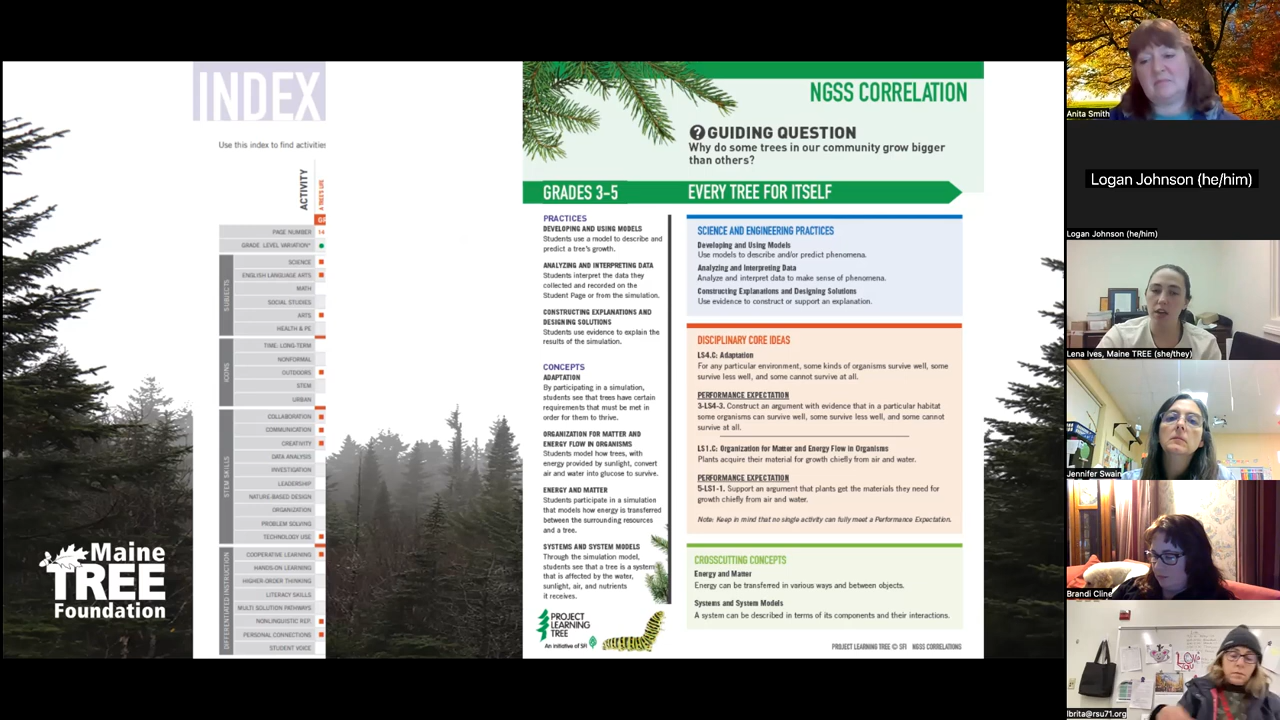 INDEX
Use this index to find activities
ACTIVITY
A TREE'S LIFE
PAGE NUMBER 14
GRADE LEVEL VARIATION*
SUBJECTS
SCIENCE
ENGLISH LANGUAGE ARTS
MATH
SOCIAL STUDIES
ARTS
HEALTH & PE
ICONS
TIME: LONG-TERM
NONFORMAL
OUTDOORS
STEM
URBAN
STEM SKILLS
COLLABORATION
COMMUNICATION
CREATIVITY
DATA ANALYSIS
INVESTIGATION
LEADERSHIP
NATURE-BASED DESIGN
ORGANIZATION
PROBLEM SOLVING
TECHNOLOGY USE
DIFFERENTIATED INSTRUCTION
COOPERATIVE LEARNING
HANDS-ON LEARNING
HIGHER-ORDER THINKING
LITERACY SKILLS
MULTI SOLUTION PATHWAYS
NONLINGUISTIC REP.
PERSONAL CONNECTIONS
STUDENT VOICE
Maine
TREE
Foundation
NGSS CORRELATION
? GUIDING QUESTION
Why do some trees in our community grow bigger
than others?
GRADES 3–5
EVERY TREE FOR ITSELF
PRACTICES
DEVELOPING AND USING MODELS
Students use a model to describe and
predict a tree's growth.
ANALYZING AND INTERPRETING DATA
Students interpret the data they
collected and recorded on the
Student Page or from the simulation.
CONSTRUCTING EXPLANATIONS AND
DESIGNING SOLUTIONS
Students use evidence to explain the
results of the simulation.
CONCEPTS
ADAPTATION
By participating in a simulation,
students see that trees have certain
requirements that must be met in
order for them to thrive.
ORGANIZATION FOR MATTER AND
ENERGY FLOW IN ORGANISMS
Students model how trees, with
energy provided by sunlight, convert
air and water into glucose to survive.
ENERGY AND MATTER
Students participate in a simulation
that models how energy is transferred
between the surrounding resources
and a tree.
SYSTEMS AND SYSTEM MODELS
Through the simulation model,
students see that a tree is a system
that is affected by the water,
sunlight, air, and nutrients
it receives.
PROJECT
LEARNING
TREE
An initiative of SFI
SCIENCE AND ENGINEERING PRACTICES
Developing and Using Models
Use models to describe and/or predict phenomena.
Analyzing and Interpreting Data
Analyze and interpret data to make sense of phenomena.
Constructing Explanations and Designing Solutions
Use evidence to construct or support an explanation.
DISCIPLINARY CORE IDEAS
LS4.C: Adaptation
For any particular environment, some kinds of organisms survive well, some
survive less well, and some cannot survive at all.
PERFORMANCE EXPECTATION
3-LS4-3. Construct an argument with evidence that in a particular habitat
some organisms can survive well, some survive less well, and some cannot
survive at all.
LS1.C: Organization for Matter and Energy Flow in Organisms
Plants acquire their material for growth chiefly from air and water.
PERFORMANCE EXPECTATION
5-LS1-1. Support an argument that plants get the materials they need for
growth chiefly from air and water.
Note: Keep in mind that no single activity can fully meet a Performance Expectation.
CROSSCUTTING CONCEPTS
Energy and Matter
Energy can be transferred in various ways and between objects.
Systems and System Models
A system can be described in terms of its components and their interactions.
PROJECT LEARNING TREE © SFI NGSS CORRELATIONS
Anita Smith
Logan Johnson (he/him)
Logan Johnson (he/him)
Lena Ives, Maine TREE (she/they)
Jennifer Swain
Brandi Cline
lbrita@rsu71.org